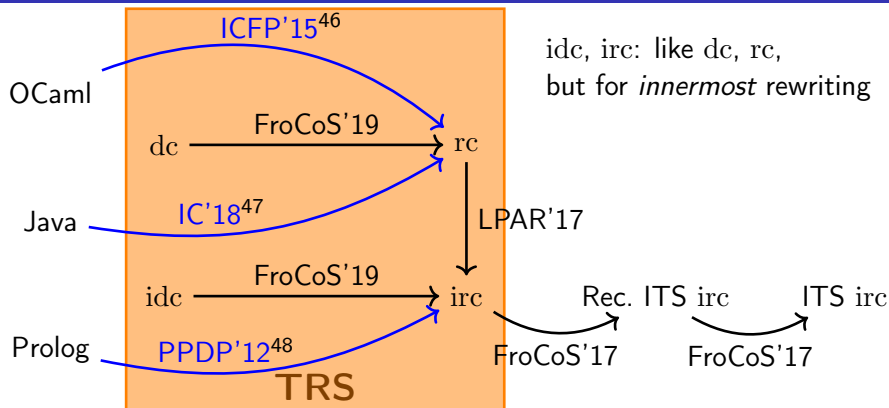 ICFP'15⁴⁶
idc, irc: like dc, rc,
but for innermost rewriting
OCaml
FroCoS'19
dc
rc
IC'18⁴⁷
Java
LPAR'17
FroCoS'19
idc
irc
Rec. ITS irc
ITS irc
Prolog
PPDP'12⁴⁸
FroCoS'17
FroCoS'17
TRS